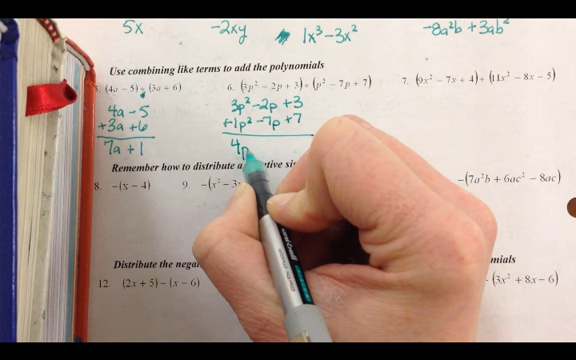 5x -2xy 1x³ -3x² -8a²b + 3ab²
Use combining like terms to add the polynomials
(4a − 5) + (3a + 6) 6. (3p² − 2p + 3) + (p² − 7p + 7) 7. (9x² − 7x + 4) + (11x² − 8x − 5)
4a - 5 3p² -2p + 3
+3a +6 +1p² -7p +7
7a + 1 4p
Remember how to distribute a
8. −(x − 4) 9. −(x² − 3 −(7a²b + 6ac² − 8ac)
Distribute the
12. (2x + 5) − (x − 6) (3x² + 8x − 6)